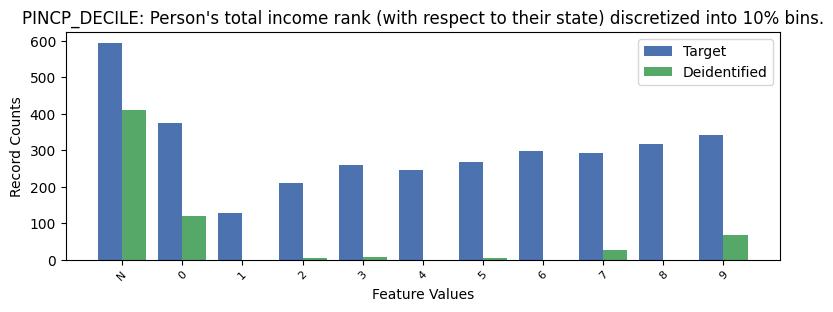 PINCP_DECILE: Person's total income rank (with respect to their state) discretized into 10% bins.
600
500
400
300
200
100
0
Record Counts
Target
Deidentified
N 0 1 2 3 4 5 6 7 8 9
Feature Values